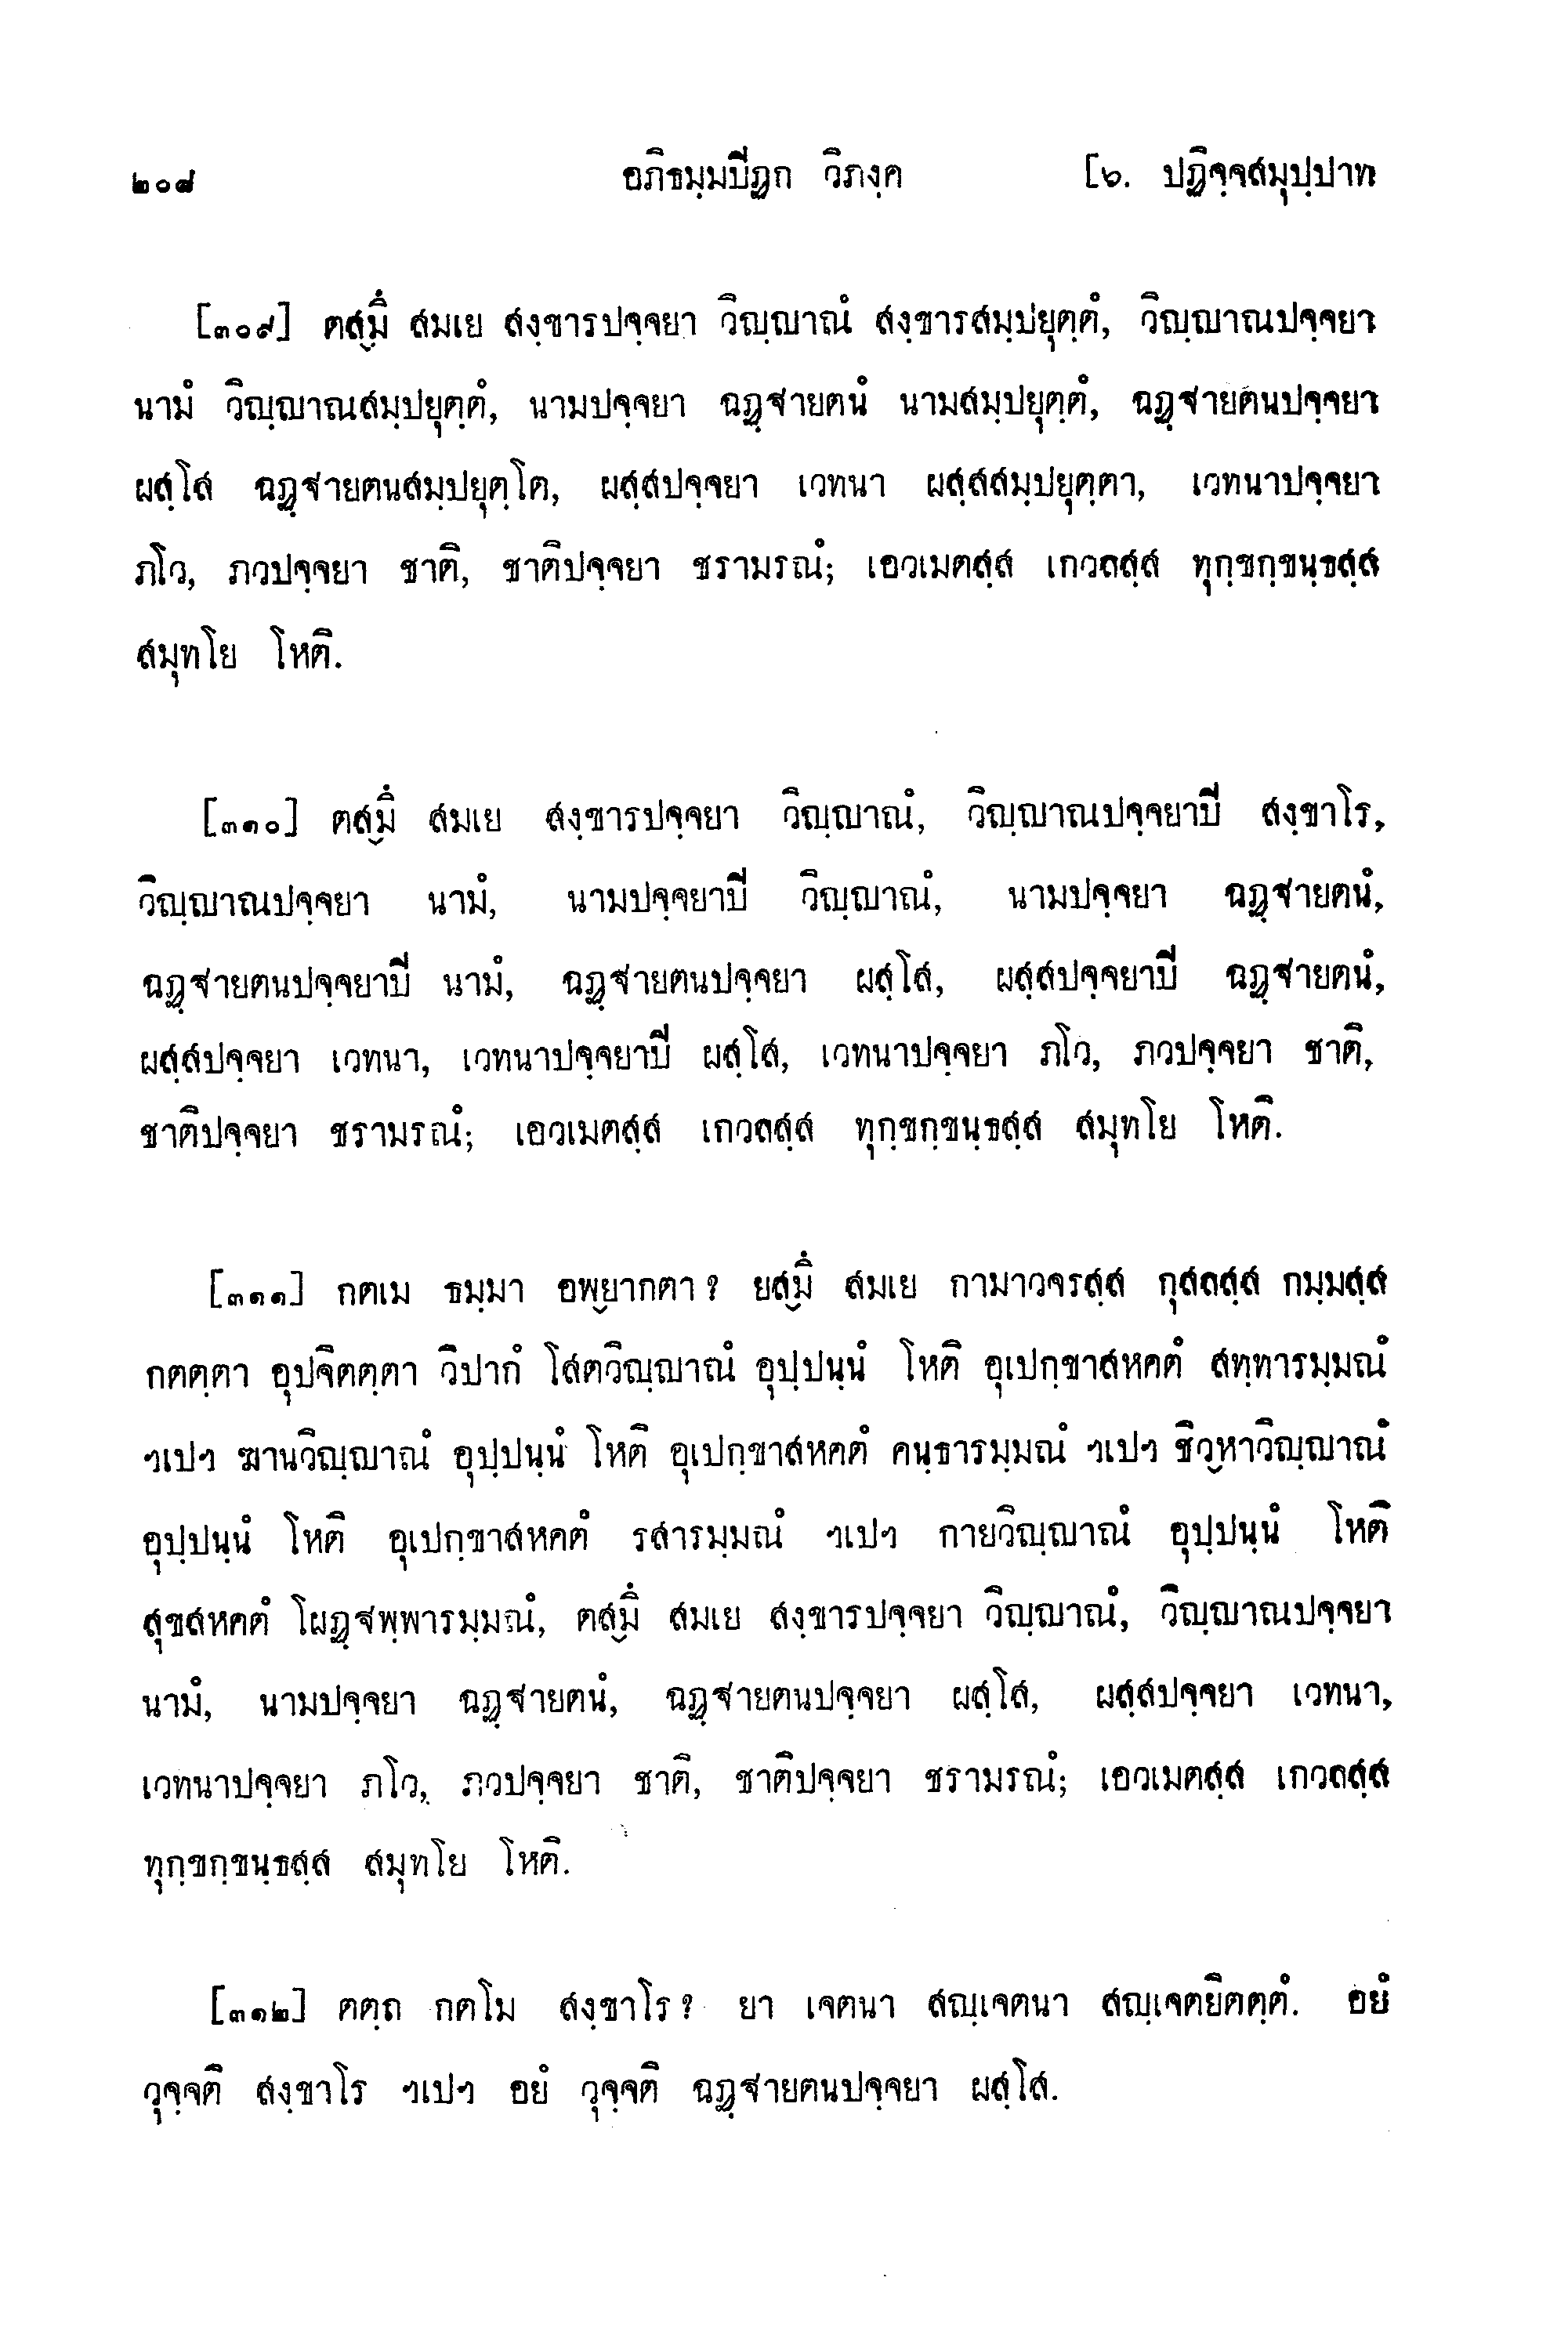 ๒๐๘ อภิธมฺมปิฏก วิภงฺค [๖. ปฏิจฺจสมุปฺปาท
[๓๐๙] ตสฺมึ สมเย สงฺขารปจฺจยา วิญฺญาณํ สงฺขารสมฺปยุตฺตํ, วิญฺญาณปจฺจยา
นามํ วิญฺญาณสมฺปยุตฺตํ, นามปจฺจยา ฉฏฺฐายตนํ นามสมฺปยุตฺตํ, ฉฏฺฐายตนปจฺจยา
ผสฺโส ฉฏฺฐายตนสมฺปยุตฺโต, ผสฺสปจฺจยา เวทนา ผสฺสสมฺปยุตฺตา, เวทนาปจฺจยา
ภโว, ภวปจฺจยา ชาติ, ชาติปจฺจยา ชรามรณํ; เอวเมตสฺส เกวลสฺส ทุกฺขกฺขนฺธสฺส
สมุทโย โหติ.
[๓๑๐] ตสฺมึ สมเย สงฺขารปจฺจยา วิญฺญาณํ, วิญฺญาณปจฺจยาปิ สงฺขาโร,
วิญฺญาณปจฺจยา นามํ, นามปจฺจยาปิ วิญฺญาณํ, นามปจฺจยา ฉฏฺฐายตนํ,
ฉฏฺฐายตนปจฺจยาปิ นามํ, ฉฏฺฐายตนปจฺจยา ผสฺโส, ผสฺสปจฺจยาปิ ฉฏฺฐายตนํ,
ผสฺสปจฺจยา เวทนา, เวทนาปจฺจยาปิ ผสฺโส, เวทนาปจฺจยา ภโว, ภวปจฺจยา ชาติ,
ชาติปจฺจยา ชรามรณํ; เอวเมตสฺส เกวลสฺส ทุกฺขกฺขนฺธสฺส สมุทโย โหติ.
[๓๑๑] กตเม ธมฺมา อพฺยากตา? ยสฺมึ สมเย กามาวจรสฺส กุสลสฺส กมฺมสฺส
กตตฺตา อุปจิตตฺตา วิปากํ โสตวิญฺญาณํ อุปฺปนฺนํ โหติ อุเปกฺขาสหคตํ สทฺทารมฺมณํ
ฯเปฯ ฆานวิญฺญาณํ อุปฺปนฺนํ โหติ อุเปกฺขาสหคตํ คนฺธารมฺมณํ ฯเปฯ ชิวฺหาวิญฺญาณํ
อุปฺปนฺนํ โหติ อุเปกฺขาสหคตํ รสารมฺมณํ ฯเปฯ กายวิญฺญาณํ อุปฺปนฺนํ โหติ
สุขสหคตํ โผฏฺฐพฺพารมฺมณํ, ตสฺมึ สมเย สงฺขารปจฺจยา วิญฺญาณํ, วิญฺญาณปจฺจยา
นามํ, นามปจฺจยา ฉฏฺฐายตนํ, ฉฏฺฐายตนปจฺจยา ผสฺโส, ผสฺสปจฺจยา เวทนา,
เวทนาปจฺจยา ภโว, ภวปจฺจยา ชาติ, ชาติปจฺจยา ชรามรณํ; เอวเมตสฺส เกวลสฺส
ทุกฺขกฺขนฺธสฺส สมุทโย โหติ.
[๓๑๒] ตตฺถ กตโม สงฺขาโร? ยา เจตนา สญฺเจตนา สญฺเจตยิตตฺตํ. อยํ
วุจฺจติ สงฺขาโร ฯเปฯ อยํ วุจฺจติ ฉฏฺฐายตนปจฺจยา ผสฺโส.